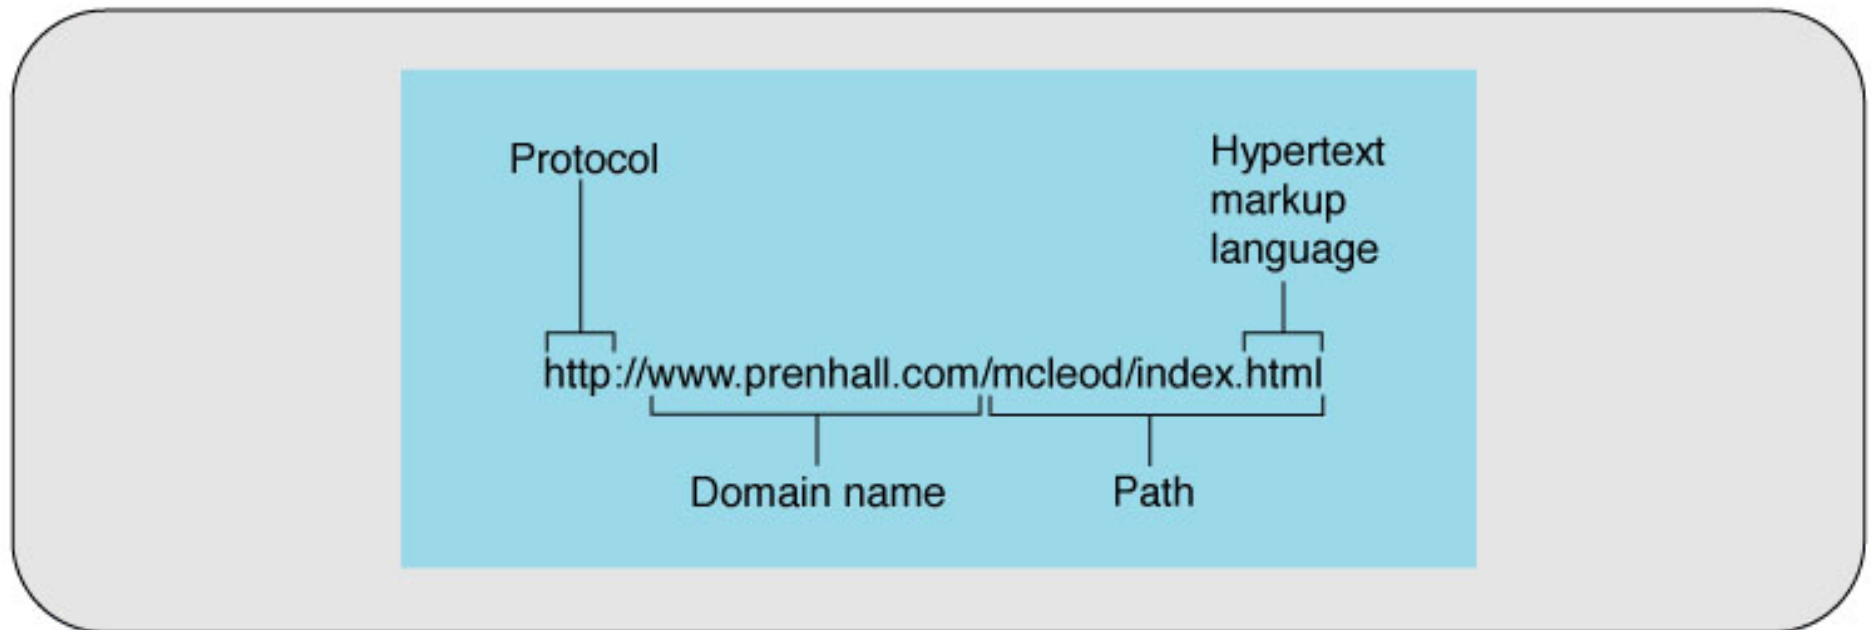 Protocol
Hypertext
markup
language
http://www.prenhall.com/mcleod/index.html
Domain name
Path